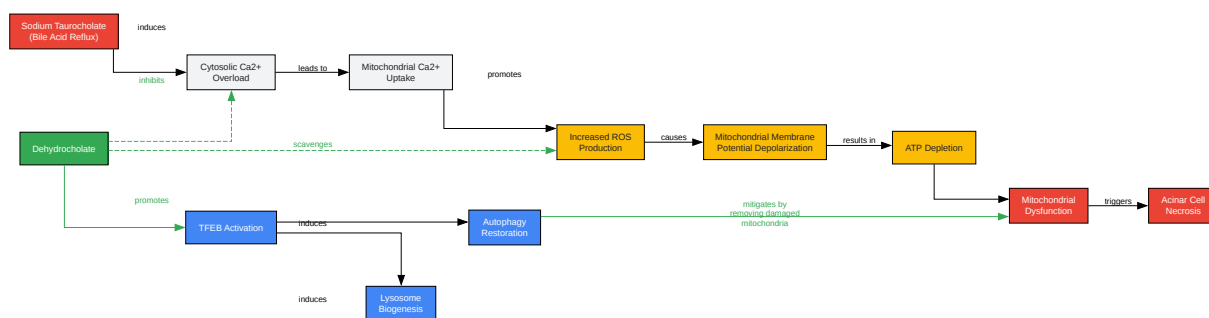 Sodium Taurocholate
(Bile Acid Reflux)
induces
Cytosolic Ca2+
Overload
leads to
Mitochondrial Ca2+
Uptake
promotes
inhibits
Dehydrocholate
scavenges
Increased ROS
Production
causes
Mitochondrial Membrane
Potential Depolarization
results in
ATP Depletion
promotes
TFEB Activation
induces
Autophagy
Restoration
mitigates by
removing damaged
mitochondria
Mitochondrial
Dysfunction
triggers
Acinar Cell
Necrosis
induces
Lysosome
Biogenesis